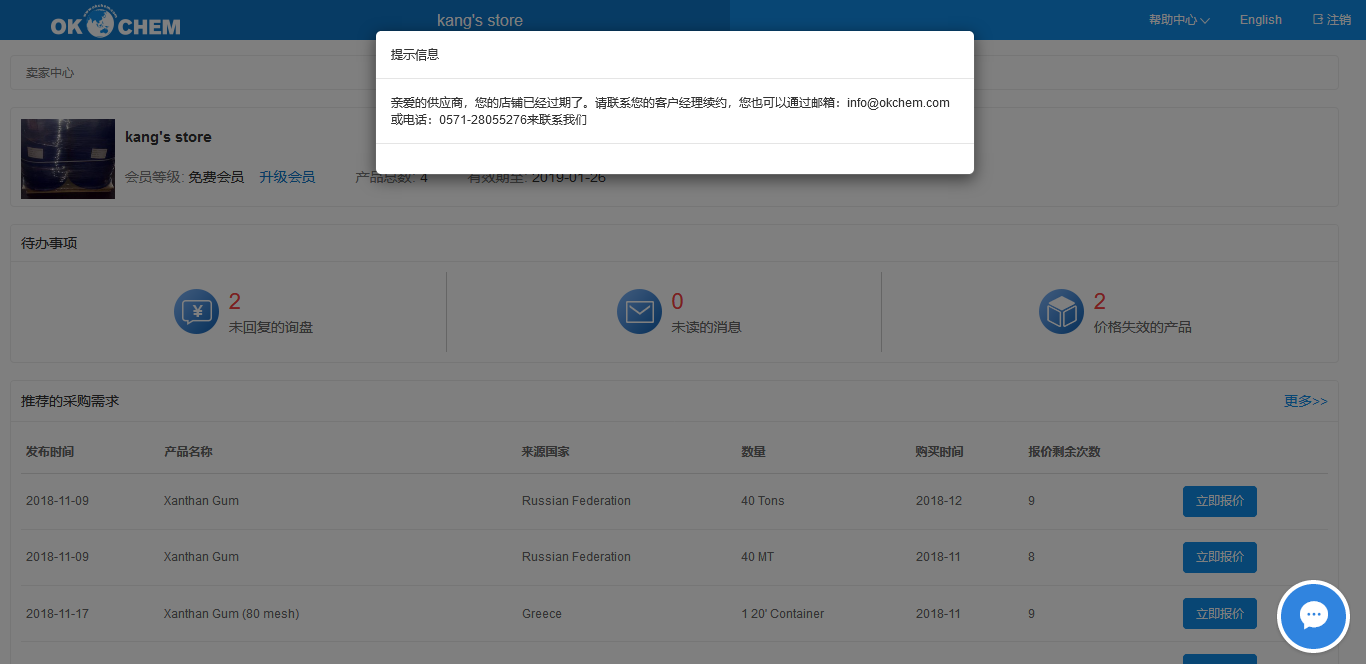 OK CHEM
kang's store
帮助中心
English
注销
提示信息
卖家中心
亲爱的供应商，您的店铺已经过期了。请联系您的客户经理续约，您也可以通过邮箱：info@okchem.com
或电话：0571-28055276来联系我们
kang's store
会员等级: 免费会员 升级会员 产品总数: 4 有效期至: 2019-01-26
待办事项
2
未回复的询盘
0
未读的消息
2
价格失效的产品
推荐的采购需求 更多>>
发布时间 产品名称 来源国家 数量 购买时间 报价剩余次数
2018-11-09 Xanthan Gum Russian Federation 40 Tons 2018-12 9 立即报价
2018-11-09 Xanthan Gum Russian Federation 40 MT 2018-11 8 立即报价
2018-11-17 Xanthan Gum (80 mesh) Greece 1 20' Container 2018-11 9 立即报价